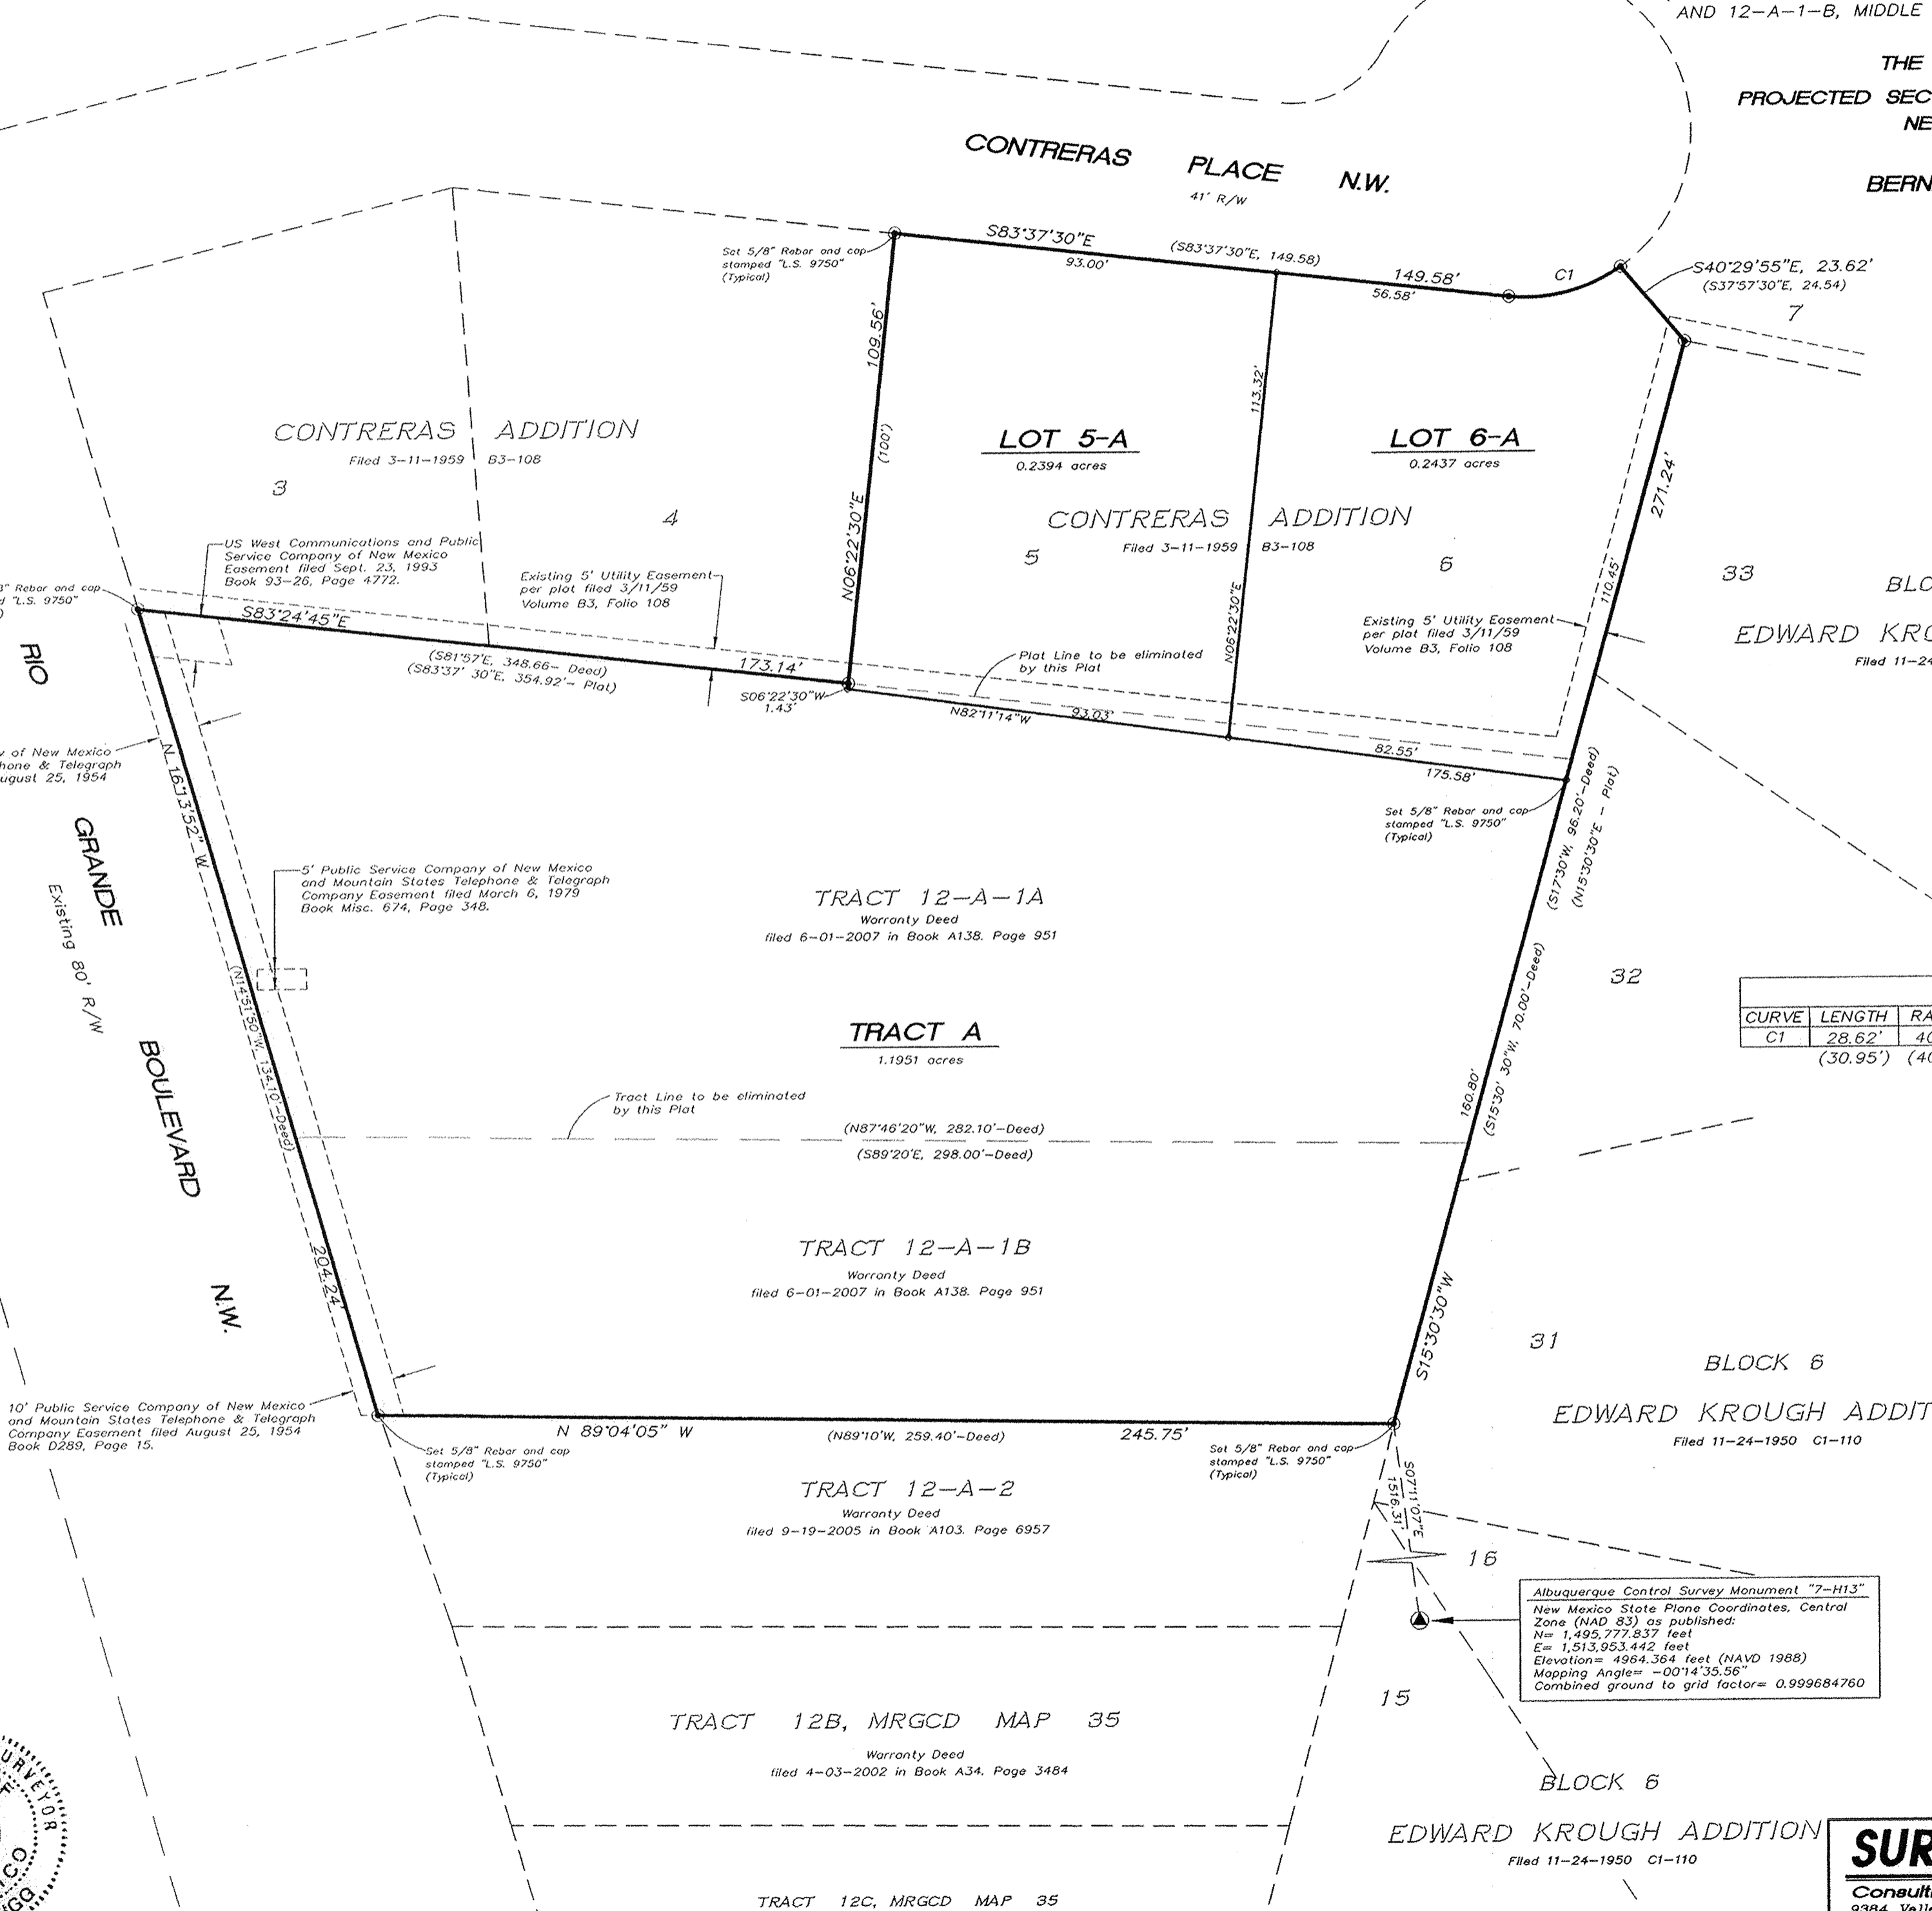 AND 12-A-1-B, MIDDLE
THE
PROJECTED SEC
NE
BERN
CONTRERAS PLACE N.W.
41' R/W
Set 5/8" Rebar and cap
stamped "L.S. 9750"
(Typical)
S83°37'30"E
93.00'
(S83°37'30"E, 149.58)
149.58'
56.58'
C1
S40°29'55"E, 23.62'
(S37°57'30"E, 24.54)
7
109.56'
(100')
N06°22'30"E
113.32'
N06°22'30"E
LOT 5-A
0.2394 acres
LOT 6-A
0.2437 acres
271.24'
110.45'
CONTRERAS ADDITION
Filed 3-11-1959 B3-108
3
4
CONTRERAS ADDITION
Filed 3-11-1959 B3-108
5
6
33
BLO
EDWARD KRO
Filed 11-24
US West Communications and Public
Service Company of New Mexico
Easement filed Sept. 23, 1993
Book 93-26, Page 4772.
Existing 5' Utility Easement
per plat filed 3/11/59
Volume B3, Folio 108
Existing 5' Utility Easement
per plat filed 3/11/59
Volume B3, Folio 108
8" Rebar and cap
"L.S. 9750"
)
S83°24'45"E
(S81°57'E, 348.66- Deed)
(S83°37' 30"E, 354.92'- Plat)
173.14'
S06°22'30"W
1.43'
Plat Line to be eliminated
by this Plat
N82°11'14"W
93.03'
82.55'
175.58'
Set 5/8" Rebar and cap
stamped "L.S. 9750"
(Typical)
(S17°30'W, 96.20'-Deed)
(N15°30'30"E - Plat)
RIO
GRANDE
BOULEVARD
N.W.
Existing 80' R/W
y of New Mexico
hone & Telegraph
ugust 25, 1954
N 16°13'52" W
(N14°51'50"W, 134.10'-Deed)
204.24'
5' Public Service Company of New Mexico
and Mountain States Telephone & Telegraph
Company Easement filed March 6, 1979
Book Misc. 674, Page 348.
TRACT 12-A-1A
Warranty Deed
filed 6-01-2007 in Book A138. Page 951
TRACT A
1.1951 acres
32
CURVE LENGTH RA
C1 28.62' 40
(30.95') (40
Tract Line to be eliminated
by this Plat
(N87°46'20"W, 282.10'-Deed)
(S89°20'E, 298.00'-Deed)
160.80'
(S15°30' 30"W, 70.00'-Deed)
S15°30'30"W
TRACT 12-A-1B
Warranty Deed
filed 6-01-2007 in Book A138. Page 951
31
BLOCK 6
EDWARD KROUGH ADDIT
Filed 11-24-1950 C1-110
10' Public Service Company of New Mexico
and Mountain States Telephone & Telegraph
Company Easement filed August 25, 1954
Book D289, Page 15.
N 89°04'05" W
(N89°10'W, 259.40'-Deed)
245.75'
Set 5/8" Rebar and cap
stamped "L.S. 9750"
(Typical)
Set 5/8" Rebar and cap
stamped "L.S. 9750"
(Typical)
S07°11'07"E
1516.31'
TRACT 12-A-2
Warranty Deed
filed 9-19-2005 in Book A103. Page 6957
16
Albuquerque Control Survey Monument "7-H13"
New Mexico State Plane Coordinates, Central
Zone (NAD 83) as published:
N= 1,495,777.837 feet
E= 1,513,953.442 feet
Elevation= 4964.364 feet (NAVD 1988)
Mapping Angle= -00°14'35.56"
Combined ground to grid factor= 0.999684760
15
TRACT 12B, MRGCD MAP 35
Warranty Deed
filed 4-03-2002 in Book A34. Page 3484
BLOCK 6
EDWARD KROUGH ADDITION
Filed 11-24-1950 C1-110
TRACT 12C, MRGCD MAP 35
SUR
Consulti
9384 Valle
URVEYOR